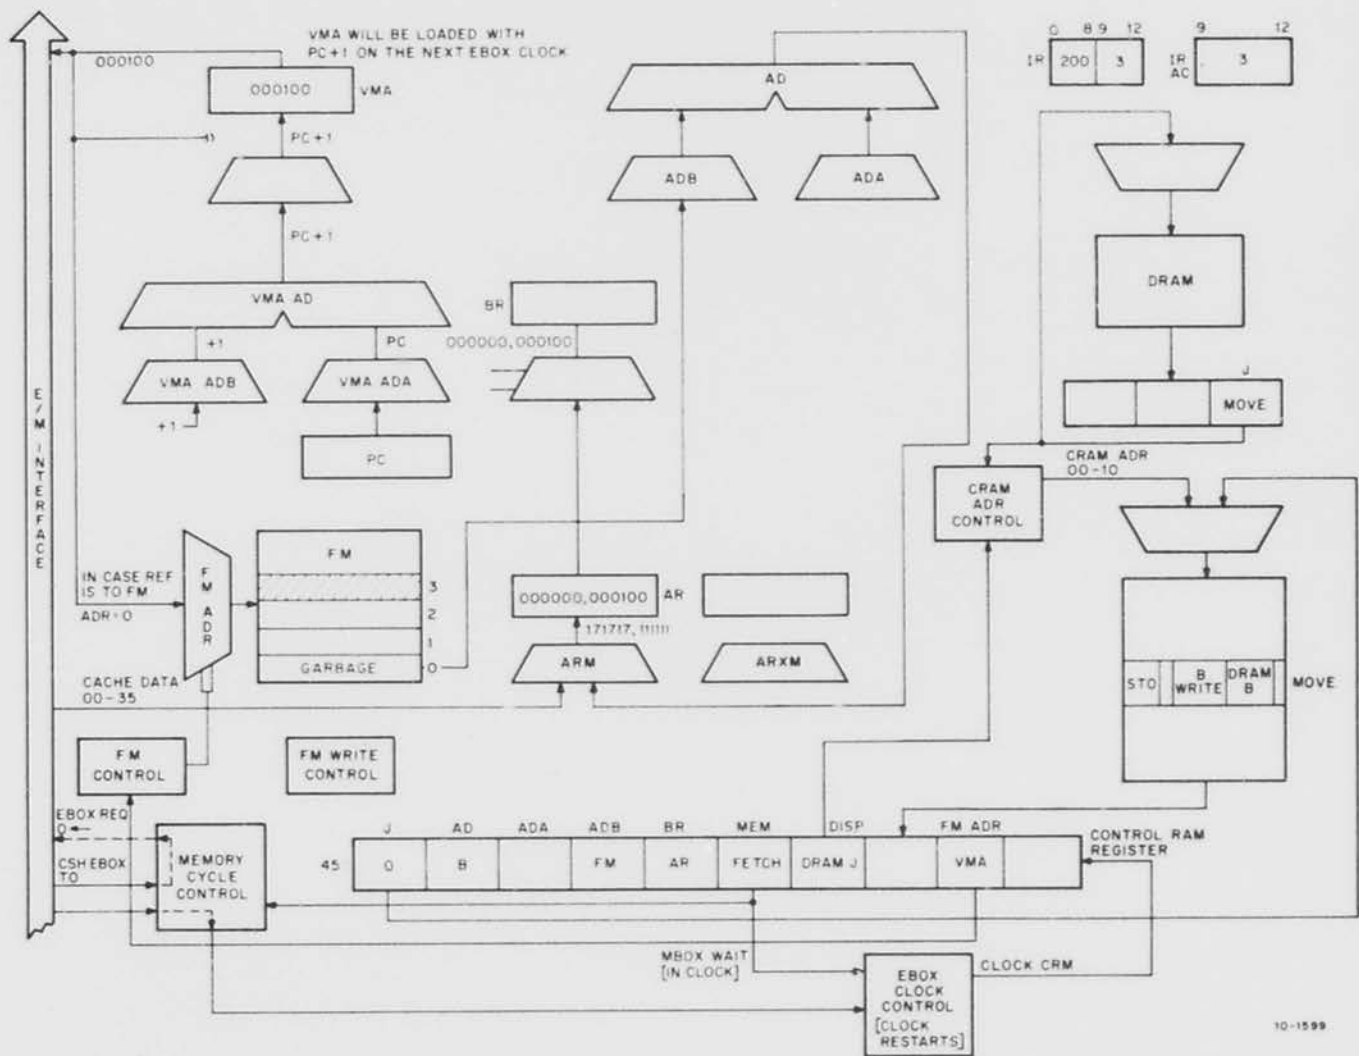 VMA WILL BE LOADED WITH
PC+1 ON THE NEXT EBOX CLOCK
000100
000100
VMA
PC+1
PC+1
VMA AD
+1
PC
VMA ADB
VMA ADA
+1
PC
E/M INTERFACE
AD
ADB
ADA
BR
000000,000100
0 8 9 12
IR 200 3
9 12
IR
AC
3
DRAM
J
MOVE
CRAM ADR
00-10
CRAM
ADR
CONTROL
IN CASE REF
IS TO FM
ADR=0
FM ADR
FM
3
2
1
GARBAGE 0
CACHE DATA
00-35
000000,000100 AR
171717,111111
ARM
ARXM
STO
B
WRITE
DRAM
B
MOVE
FM
CONTROL
FM WRITE
CONTROL
EBOX REQ
0
CSH EBOX
TO
MEMORY
CYCLE
CONTROL
J AD ADA ADB BR MEM DISP FM ADR
45 0 B FM AR FETCH DRAM J VMA
CONTROL RAM
REGISTER
MBOX WAIT
[IN CLOCK]
EBOX
CLOCK
CONTROL
[CLOCK
RESTARTS]
CLOCK CRM
10-1599